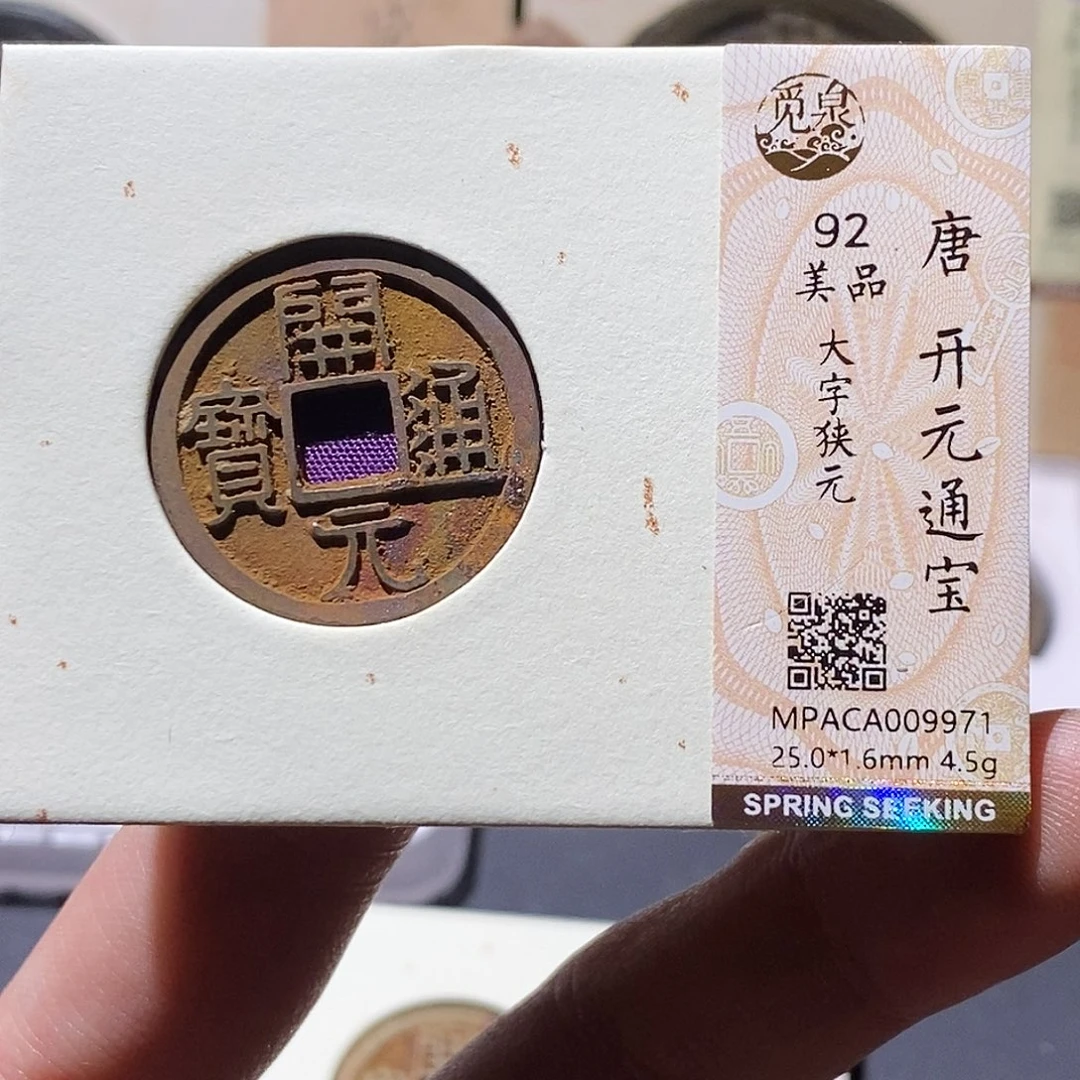 開
通
元
寶
觅泉
92
美品
大字狭元
唐 开元通宝
MPACA009971
25.0*1.6mm 4.5g
SPRING SEEKING